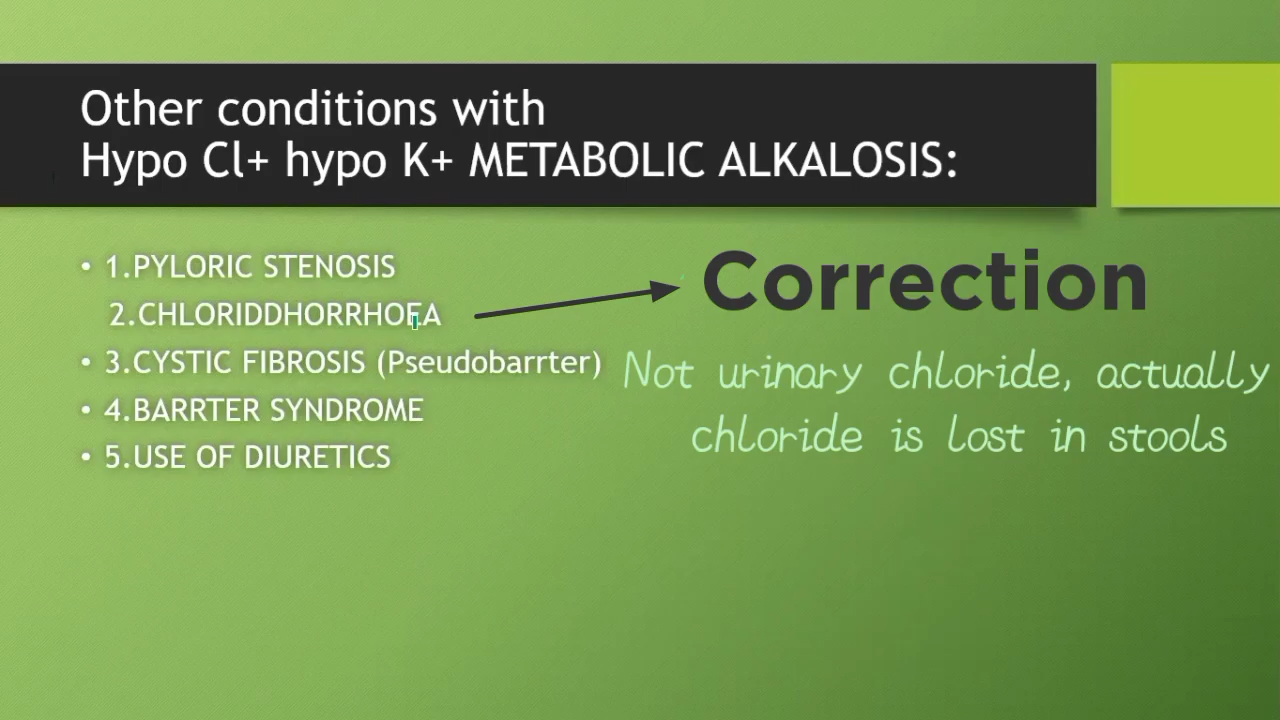 Other conditions with
Hypo Cl+ hypo K+ METABOLIC ALKALOSIS:
• 1.PYLORIC STENOSIS
2.CHLORIDDHORRHOEA
• 3.CYSTIC FIBROSIS (Pseudobarrter)
• 4.BARRTER SYNDROME
• 5.USE OF DIURETICS
Correction
Not urinary chloride, actually
chloride is lost in stools